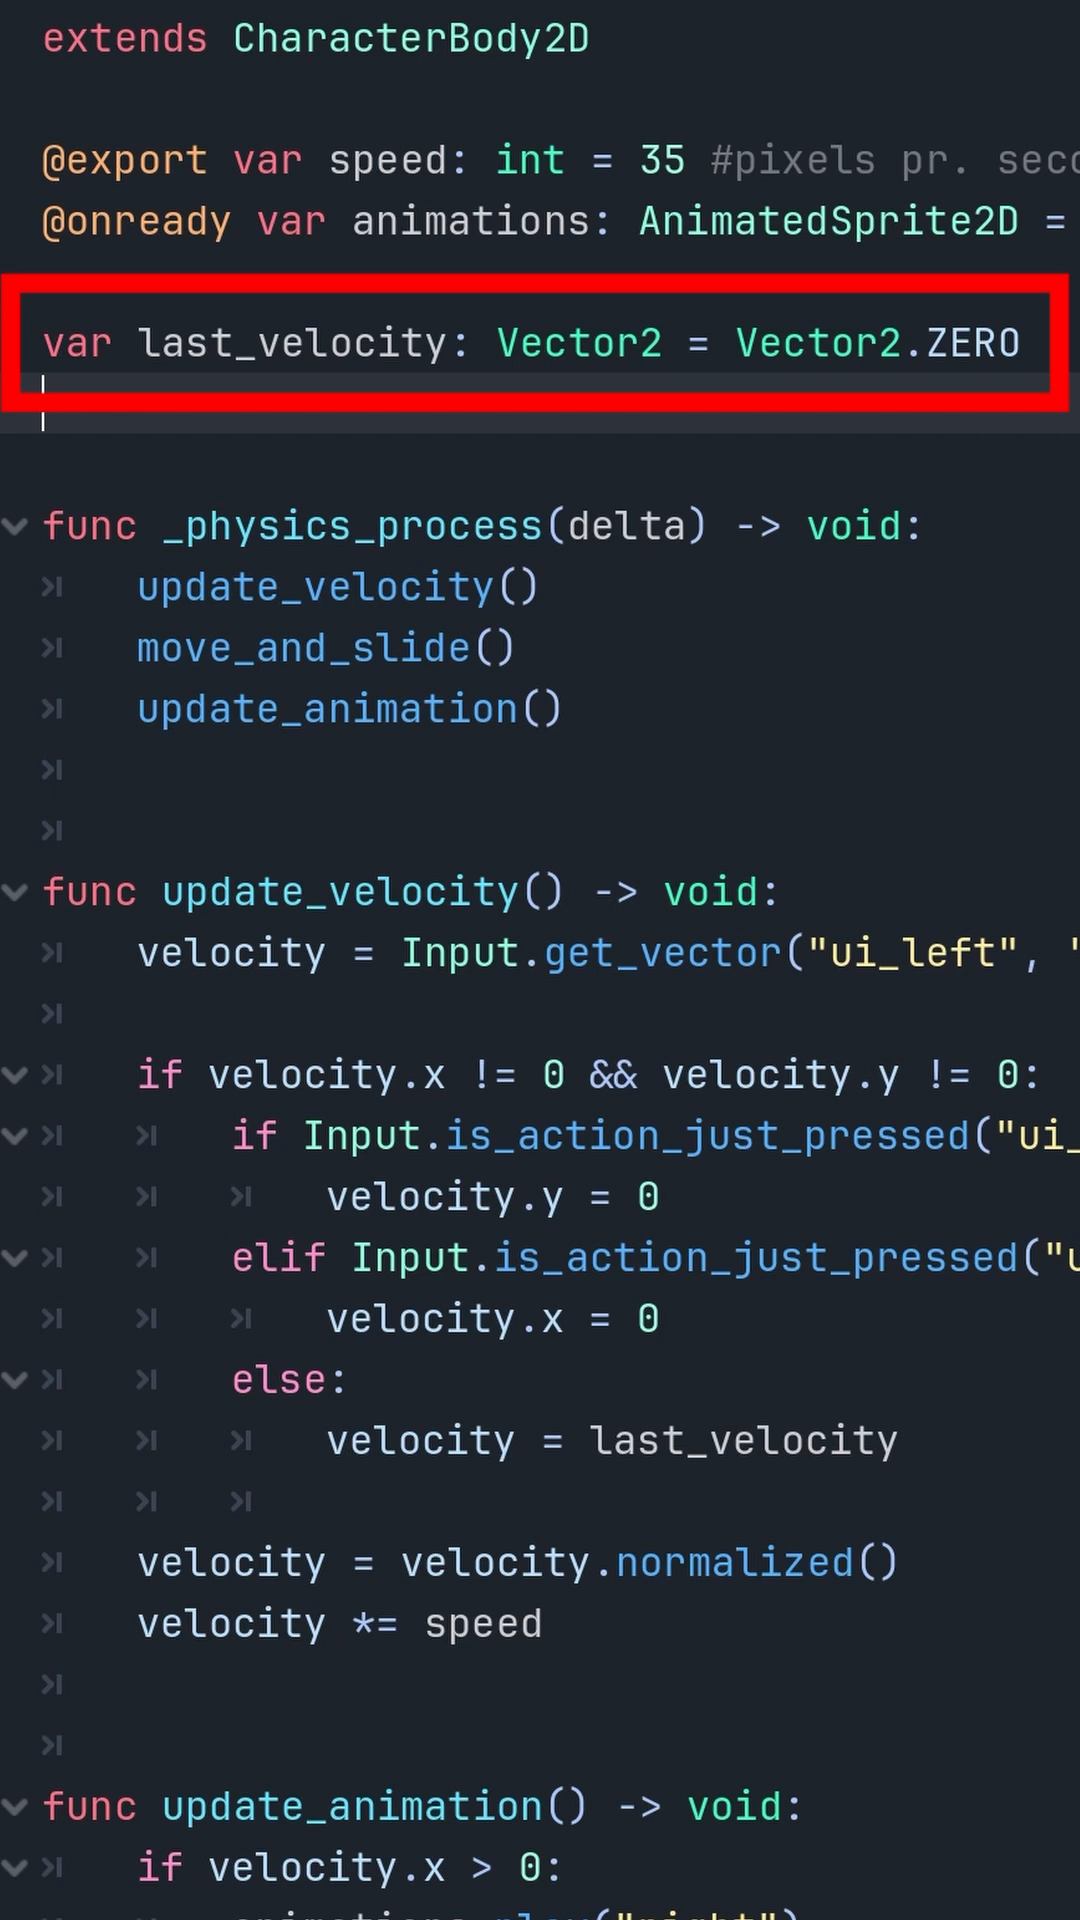 extends CharacterBody2D
@export var speed: int = 35 #pixels pr.
@onready var animations: AnimatedSprite2D =
var last_velocity: Vector2 = Vector2.ZERO
func _physics_process(delta) -> void:
update_velocity()
move_and_slide()
update_animation()
func update_velocity() -> void:
velocity = Input.get_vector("ui_left",
if velocity.x != 0 && velocity.y != 0:
if Input.is_action_just_pressed("ui_
velocity.y = 0
elif Input.is_action_just_pressed("u
velocity.x = 0
else:
velocity = last_velocity
velocity = velocity.normalized()
velocity *= speed
func update_animation() -> void:
if velocity.x > 0: